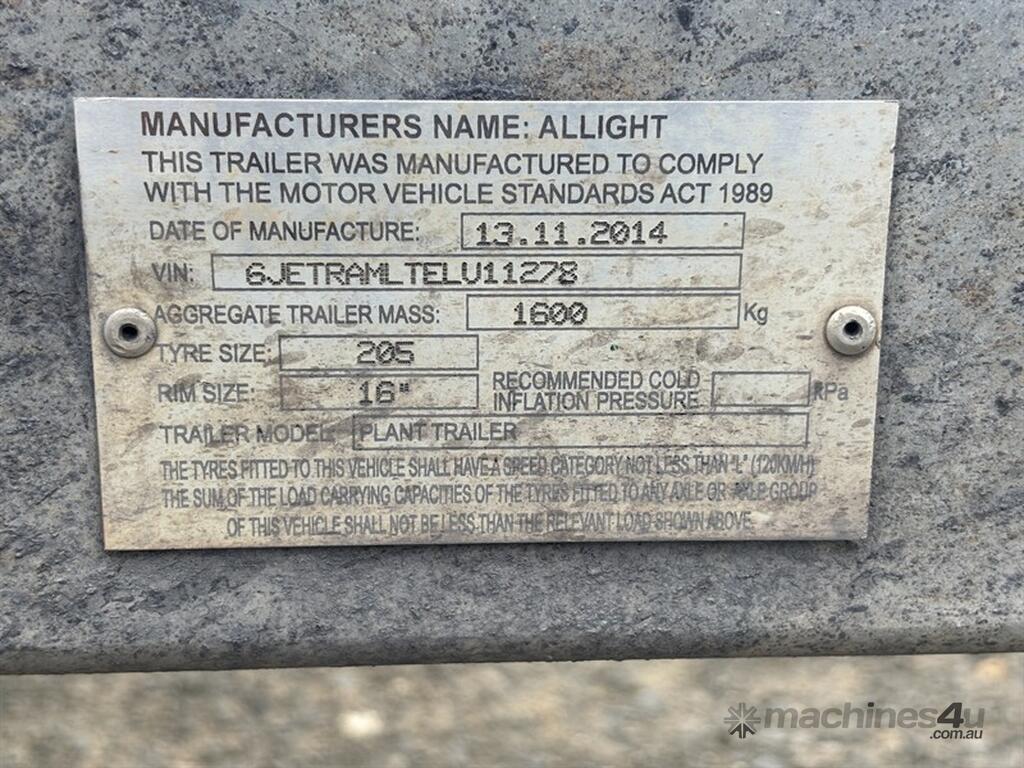 MANUFACTURERS NAME: ALLIGHT
THIS TRAILER WAS MANUFACTURED TO COMPLY
WITH THE MOTOR VEHICLE STANDARDS ACT 1989
DATE OF MANUFACTURE: 13.11.2014
VIN: 6JETRAMLTELV11278
AGGREGATE TRAILER MASS: 1600 Kg
TYRE SIZE: 205
RIM SIZE: 16" RECOMMENDED COLD INFLATION PRESSURE kPa
TRAILER MODEL: PLANT TRAILER
THE TYRES FITTED TO THIS VEHICLE SHALL HAVE A SPEED CATEGORY NOT LESS THAN "L" (120KM/H)
THE SUM OF THE LOAD CARRYING CAPACITIES OF THE TYRES FITTED TO ANY AXLE OR AXLE GROUP
OF THIS VEHICLE SHALL NOT BE LESS THAN THE RELEVANT LOAD SHOWN ABOVE.
machines4u
.com.au